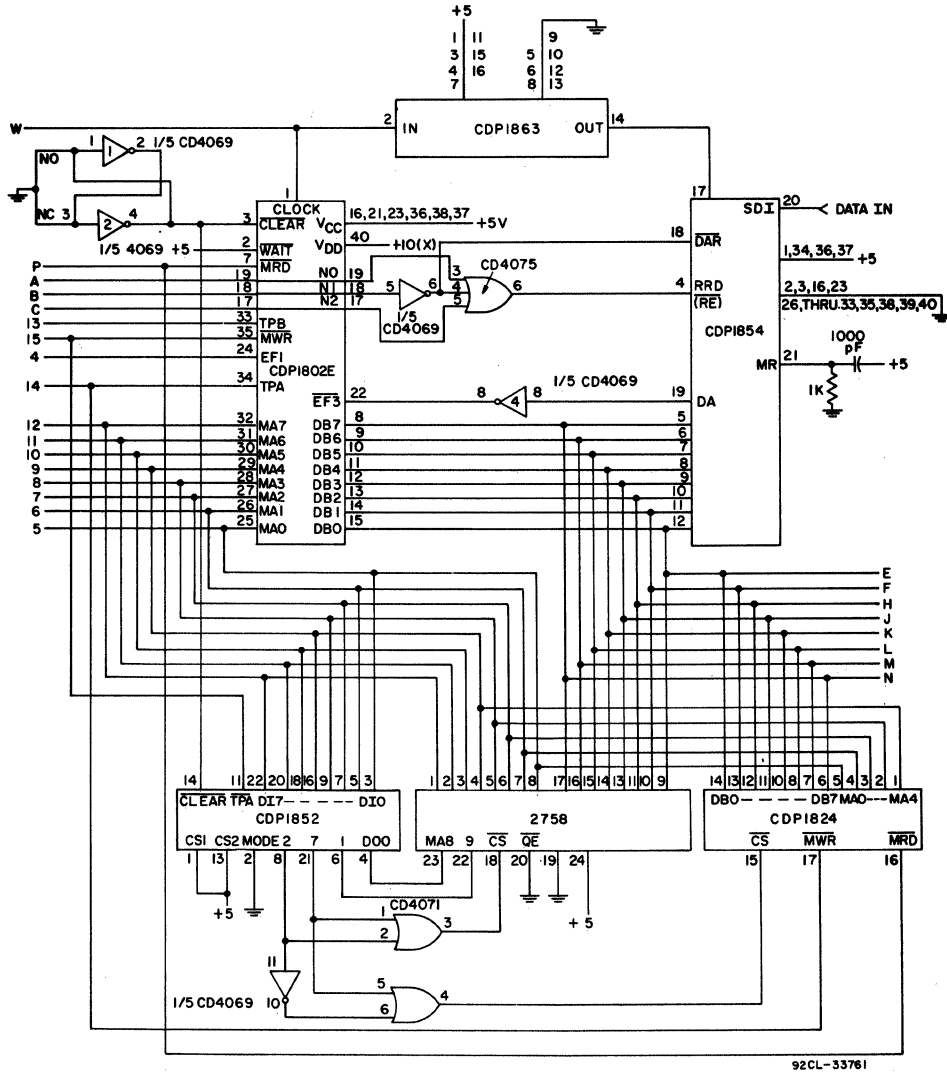 +5
1 11
3 15
4 16
7
9
5 10
6 12
8 13
W
2 IN CDP1863 OUT 14
1 2 1/5 CD4069
NO
1
NC 3
2
4
1/5 4069 +5
1
CLOCK
3 CLEAR
VCC 16,21,23,36,38,37 +5V
2 WAIT
VDD 40 +10(X)
7 MRD
P
A 19 N0 19
B 18 N1 18
C 17 N2 17
13 33 TPB
15 35 MWR
4 24 EF1
CDP1802E
14 34 TPA
5 6
1/5
CD4069
3
4
5
CD4075
6
17
SDI 20 DATA IN
18 DAR
1,34,36,37 +5
4 RRD
(RE)
2,3,16,23
26,THRU.33,35,38,39,40
CDP1854
1000
pF
MR 21 +5
1K
EF3 22 8 4 8 1/5 CD4069 19 DA
12 32 MA7 DB7 8 5
11 31 MA6 DB6 9 6
10 30 MA5 DB5 10 7
9 29 MA4 DB4 11 8
8 28 MA3 DB3 12 9
7 27 MA2 DB2 13 10
6 26 MA1 DB1 14 11
5 25 MA0 DB0 15 12
E
F
H
J
K
L
M
N
14 11 22 20 18 16 9 7 5 3
CLEAR TPA DI7 ----- DI0
CDP1852
CS1 CS2 MODE 2 7 1 DO0
1 13 2 8 21 6 4
+5
1 2 3 4 5 6 7 8 17 16 15 14 13 11 10 9
2758
MA8 9 CS QE
23 22 18 20 19 24
+5
14 13 12 11 10 8 7 6 5 4 3 2 1
DB0 ---- DB7 MA0 --- MA4
CDP1824
CS MWR MRD
15 17 16
CD4071
1
2
3
11
1/5 CD4069 10
5
6
4
92CL-33761